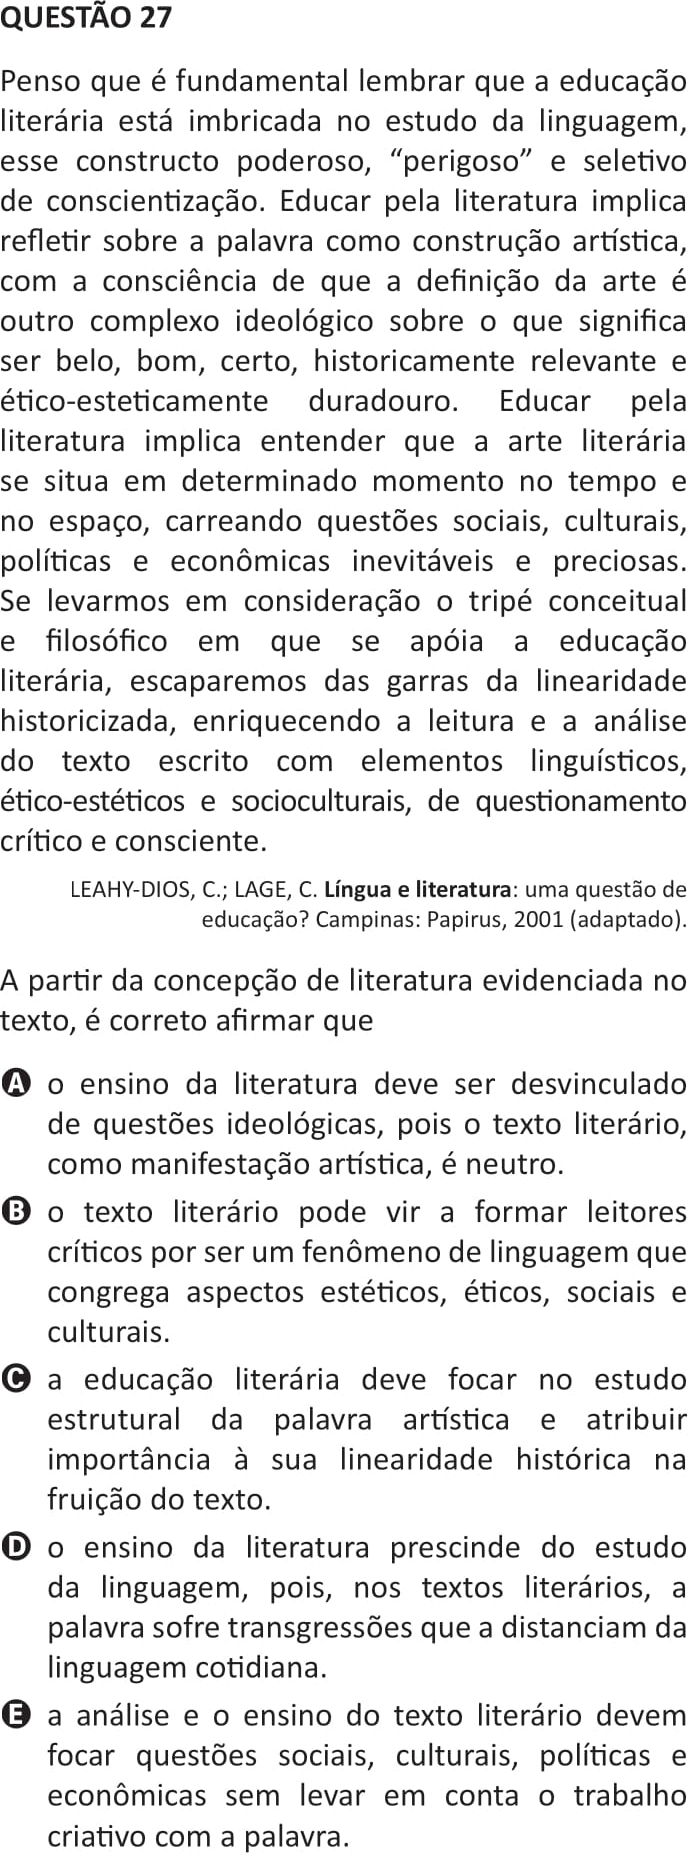 QUESTÃO 27
Penso que é fundamental lembrar que a educação
literária está imbricada no estudo da linguagem,
esse constructo poderoso, “perigoso” e seletivo
de conscientização. Educar pela literatura implica
refletir sobre a palavra como construção artística,
com a consciência de que a definição da arte é
outro complexo ideológico sobre o que significa
ser belo, bom, certo, historicamente relevante e
ético-esteticamente duradouro. Educar pela
literatura implica entender que a arte literária
se situa em determinado momento no tempo e
no espaço, carreando questões sociais, culturais,
políticas e econômicas inevitáveis e preciosas.
Se levarmos em consideração o tripé conceitual
e filosófico em que se apóia a educação
literária, escaparemos das garras da linearidade
historicizada, enriquecendo a leitura e a análise
do texto escrito com elementos linguísticos,
ético-estéticos e socioculturais, de questionamento
crítico e consciente.
LEAHY-DIOS, C.; LAGE, C. Língua e literatura: uma questão de
educação? Campinas: Papirus, 2001 (adaptado).
A partir da concepção de literatura evidenciada no
texto, é correto afirmar que
A o ensino da literatura deve ser desvinculado
de questões ideológicas, pois o texto literário,
como manifestação artística, é neutro.
B o texto literário pode vir a formar leitores
críticos por ser um fenômeno de linguagem que
congrega aspectos estéticos, éticos, sociais e
culturais.
C a educação literária deve focar no estudo
estrutural da palavra artística e atribuir
importância à sua linearidade histórica na
fruição do texto.
D o ensino da literatura prescinde do estudo
da linguagem, pois, nos textos literários, a
palavra sofre transgressões que a distanciam da
linguagem cotidiana.
E a análise e o ensino do texto literário devem
focar questões sociais, culturais, políticas e
econômicas sem levar em conta o trabalho
criativo com a palavra.